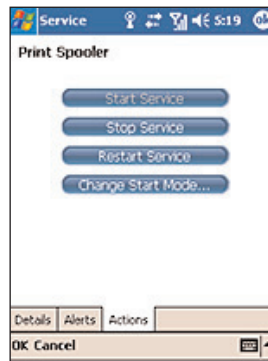 Service 5:19 ok
Print Spooler
Start Service
Stop Service
Restart Service
Change Start Mode...
Details Alerts Actions
OK Cancel